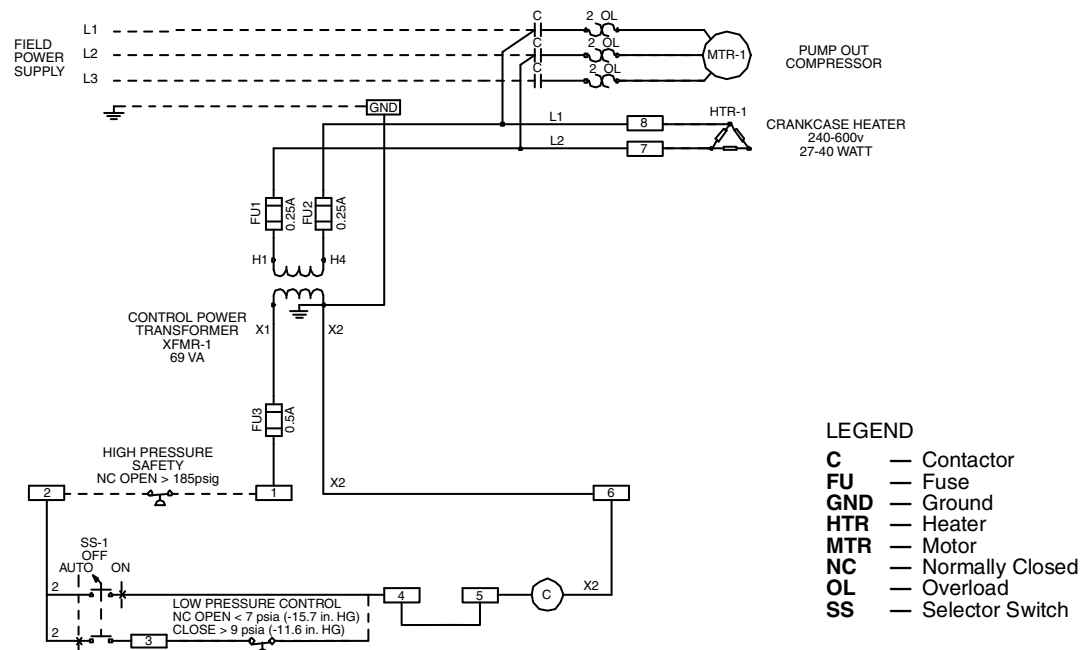 C 2 OL
L1
C 2 OL
FIELD
POWER
SUPPLY
L2
MTR-1
PUMP OUT
COMPRESSOR
C 2 OL
L3
GND
L1
8
HTR-1
CRANKCASE HEATER
240-600v
27-40 WATT
L2
7
FU1
0.25A
FU2
0.25A
H1
H4
CONTROL POWER
TRANSFORMER
XFMR-1
69 VA
X1
X2
FU3
0.5A
HIGH PRESSURE
SAFETY
NC OPEN > 185psig
2
1
X2
6
SS-1
OFF
AUTO
ON
2
4
5
C
X2
LOW PRESSURE CONTROL
NC OPEN < 7 psia (-15.7 in. HG)
CLOSE > 9 psia (-11.6 in. HG)
2
3
LEGEND
C — Contactor
FU — Fuse
GND — Ground
HTR — Heater
MTR — Motor
NC — Normally Closed
OL — Overload
SS — Selector Switch